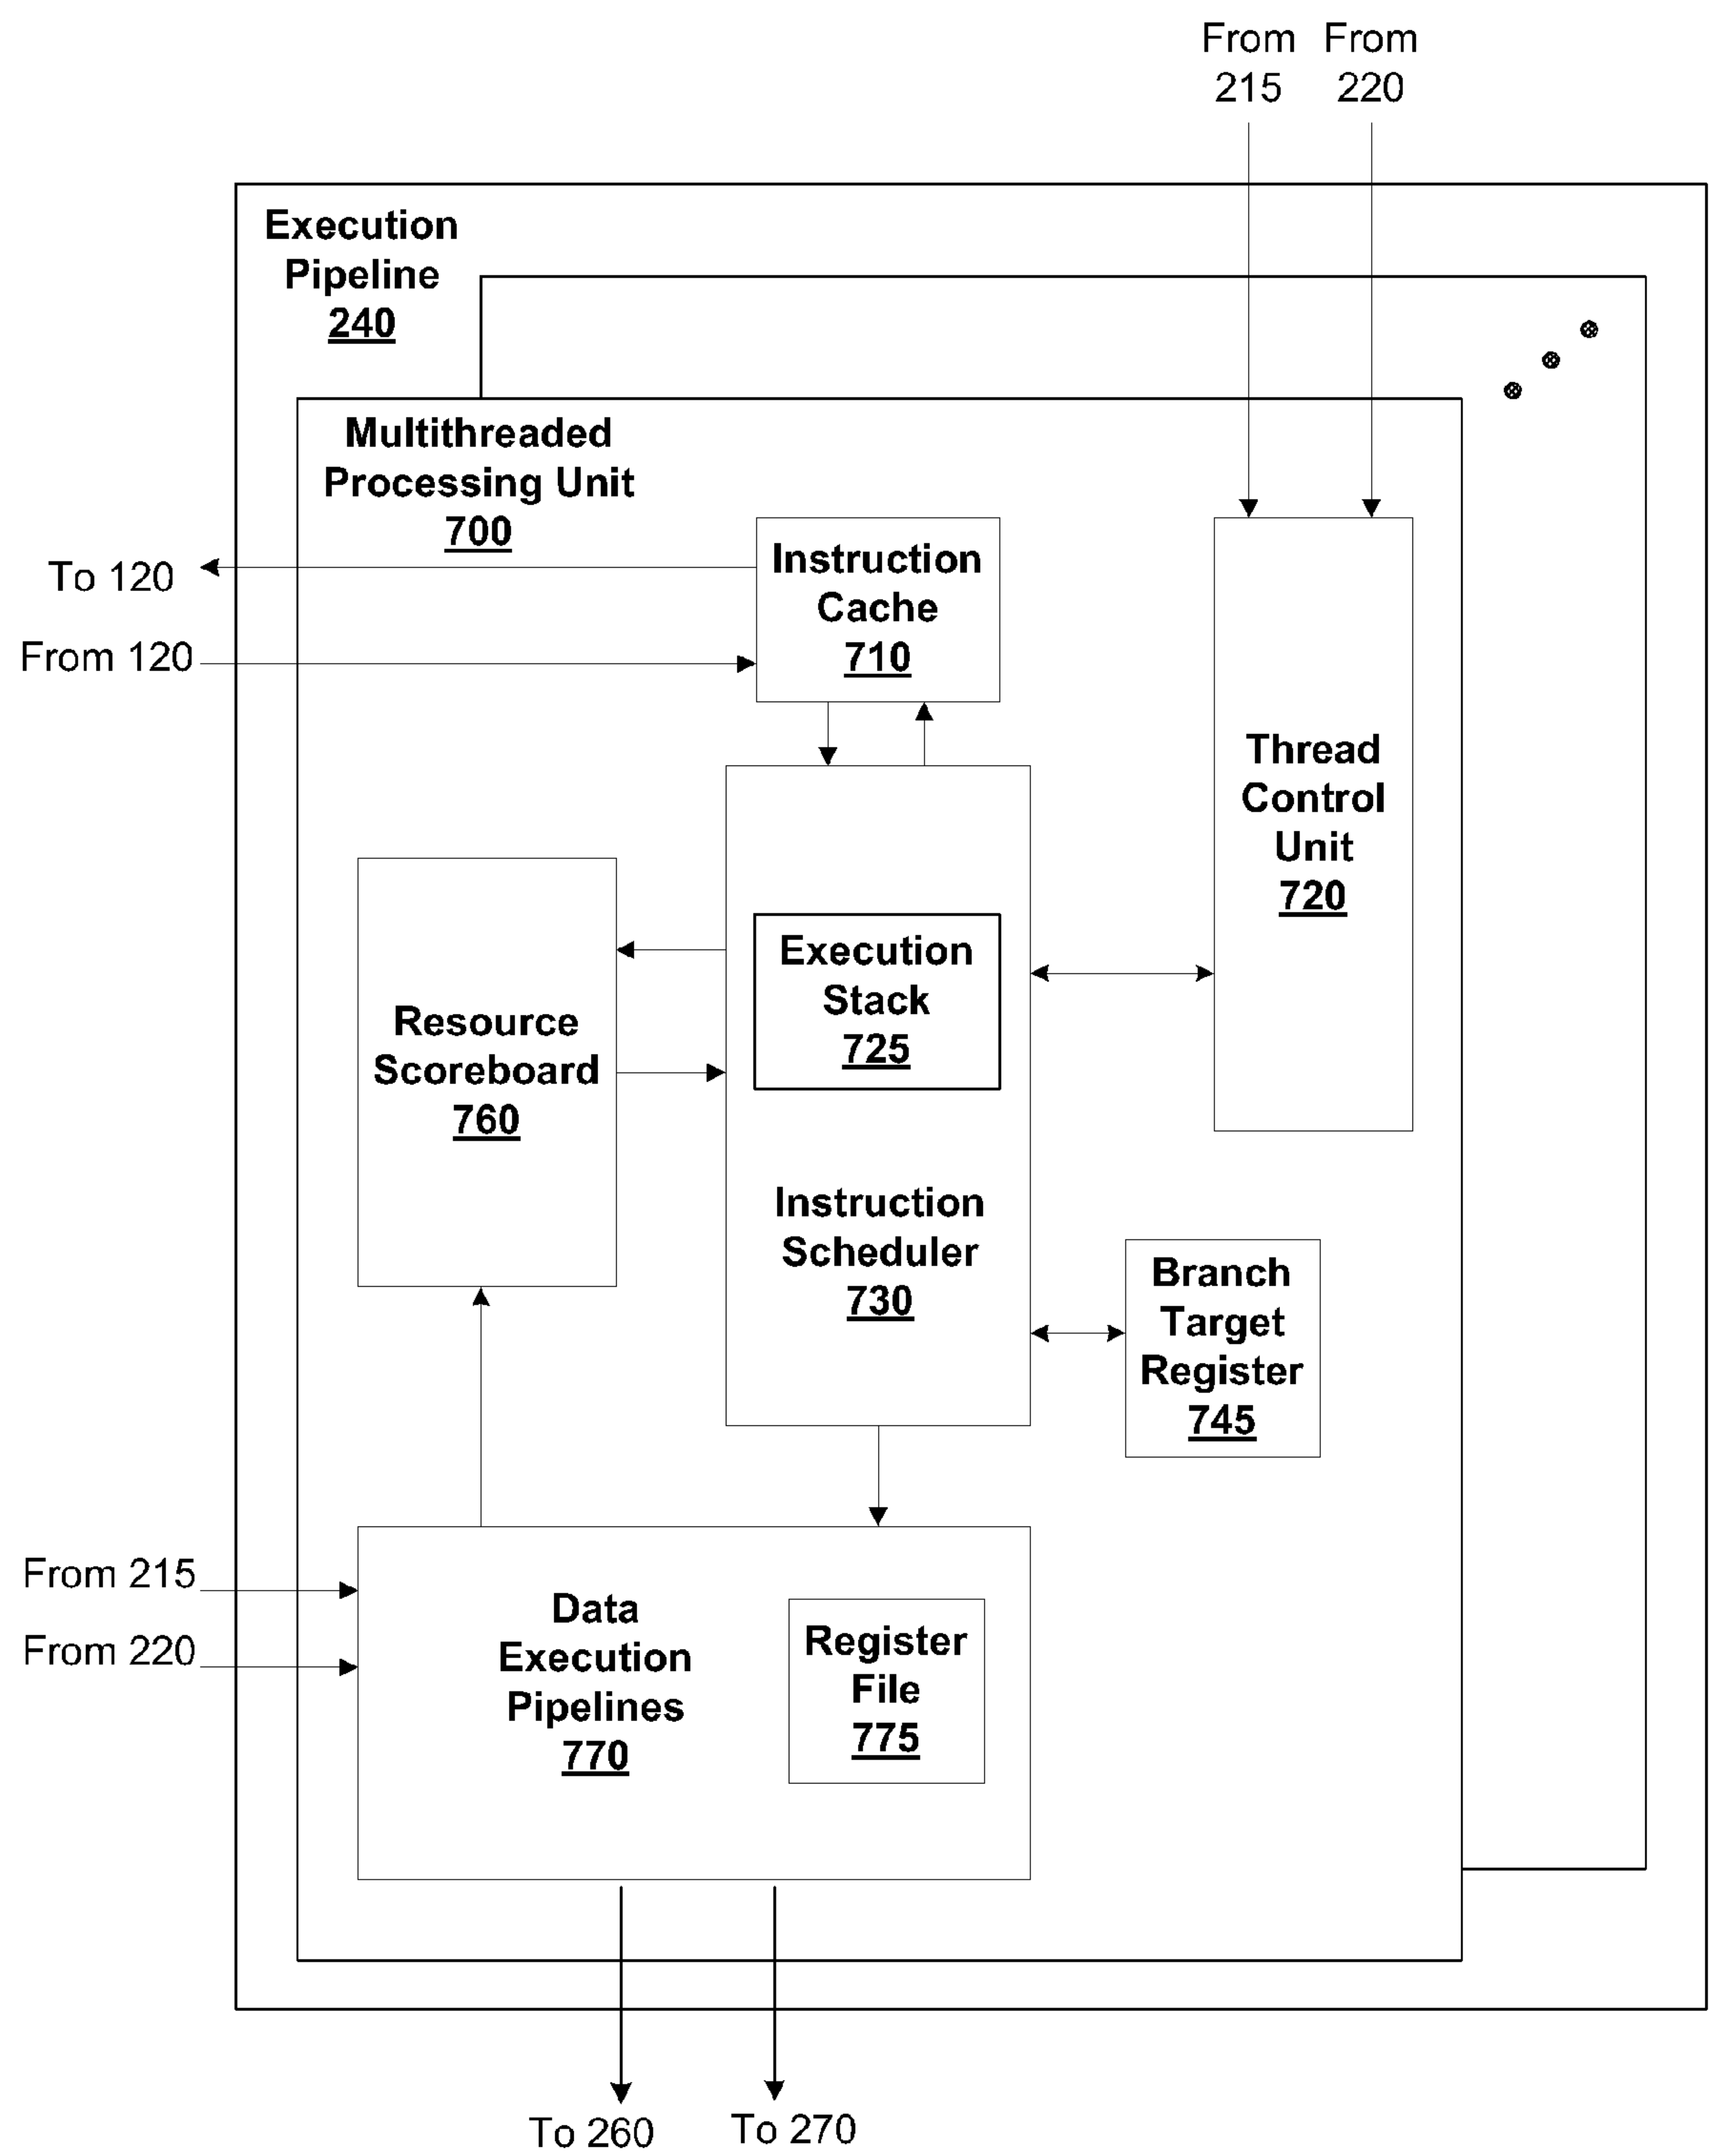 From From
215 220
Execution
Pipeline
240
Multithreaded
Processing Unit
700
To 120
From 120
Instruction
Cache
710
Thread
Control
Unit
720
Execution
Stack
725
Resource
Scoreboard
760
Instruction
Scheduler
730
Branch
Target
Register
745
From 215
From 220
Data
Execution
Pipelines
770
Register
File
775
To 260 To 270